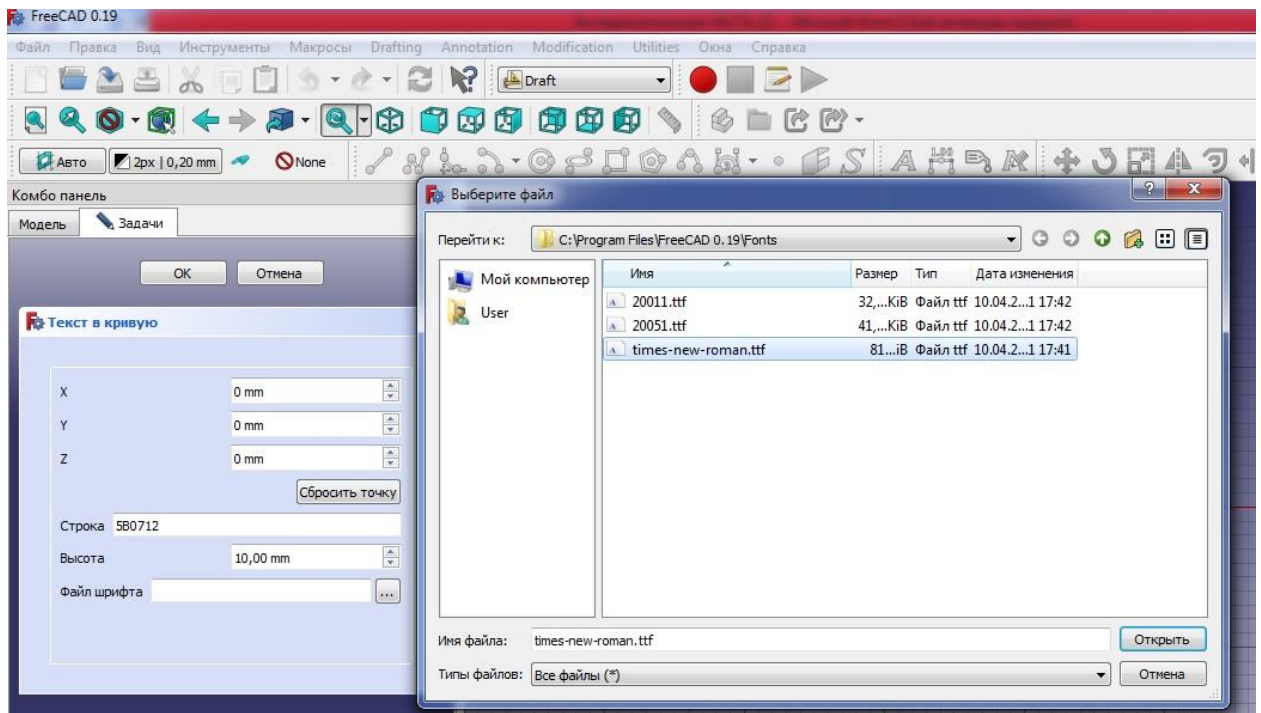 FreeCAD 0.19
Файл Правка Вид Инструменты Макросы Drafting Annotation Modification Utilities Окна Справка
Draft
Авто 2px | 0,20 mm None
Комбо панель
Модель Задачи
OK Отмена
Текст в кривую
X 0 mm
Y 0 mm
Z 0 mm
Сбросить точку
Строка 5B0712
Высота 10,00 mm
Файл шрифта ...
Выберите файл
Перейти к: C:\Program Files\FreeCAD 0.19\Fonts
Мой компьютер
User
Имя Размер Тип Дата изменения
20011.ttf 32,...KiB Файл ttf 10.04.2...1 17:42
20051.ttf 41,...KiB Файл ttf 10.04.2...1 17:42
times-new-roman.ttf 81...iB Файл ttf 10.04.2...1 17:41
Имя файла: times-new-roman.ttf Открыть
Типы файлов: Все файлы (*) Отмена